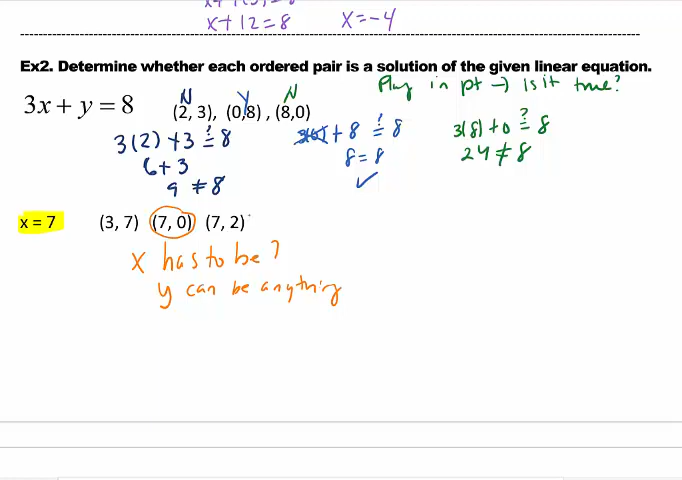 x + 12 = 8 x = -4
Ex2. Determine whether each ordered pair is a solution of the given linear equation.
Plug in pt → Is it true?
3x + y = 8 (2, 3), (0,8) , (8,0)
N Y N
3(2) + 3 ≟ 8 3(0) + 8 ≟ 8 3(8) + 0 ≟ 8
6 + 3 8 = 8 24 ≠ 8
9 ≠ 8 ✓
x = 7 (3, 7) (7, 0) (7, 2)
x has to be 7
y can be anything